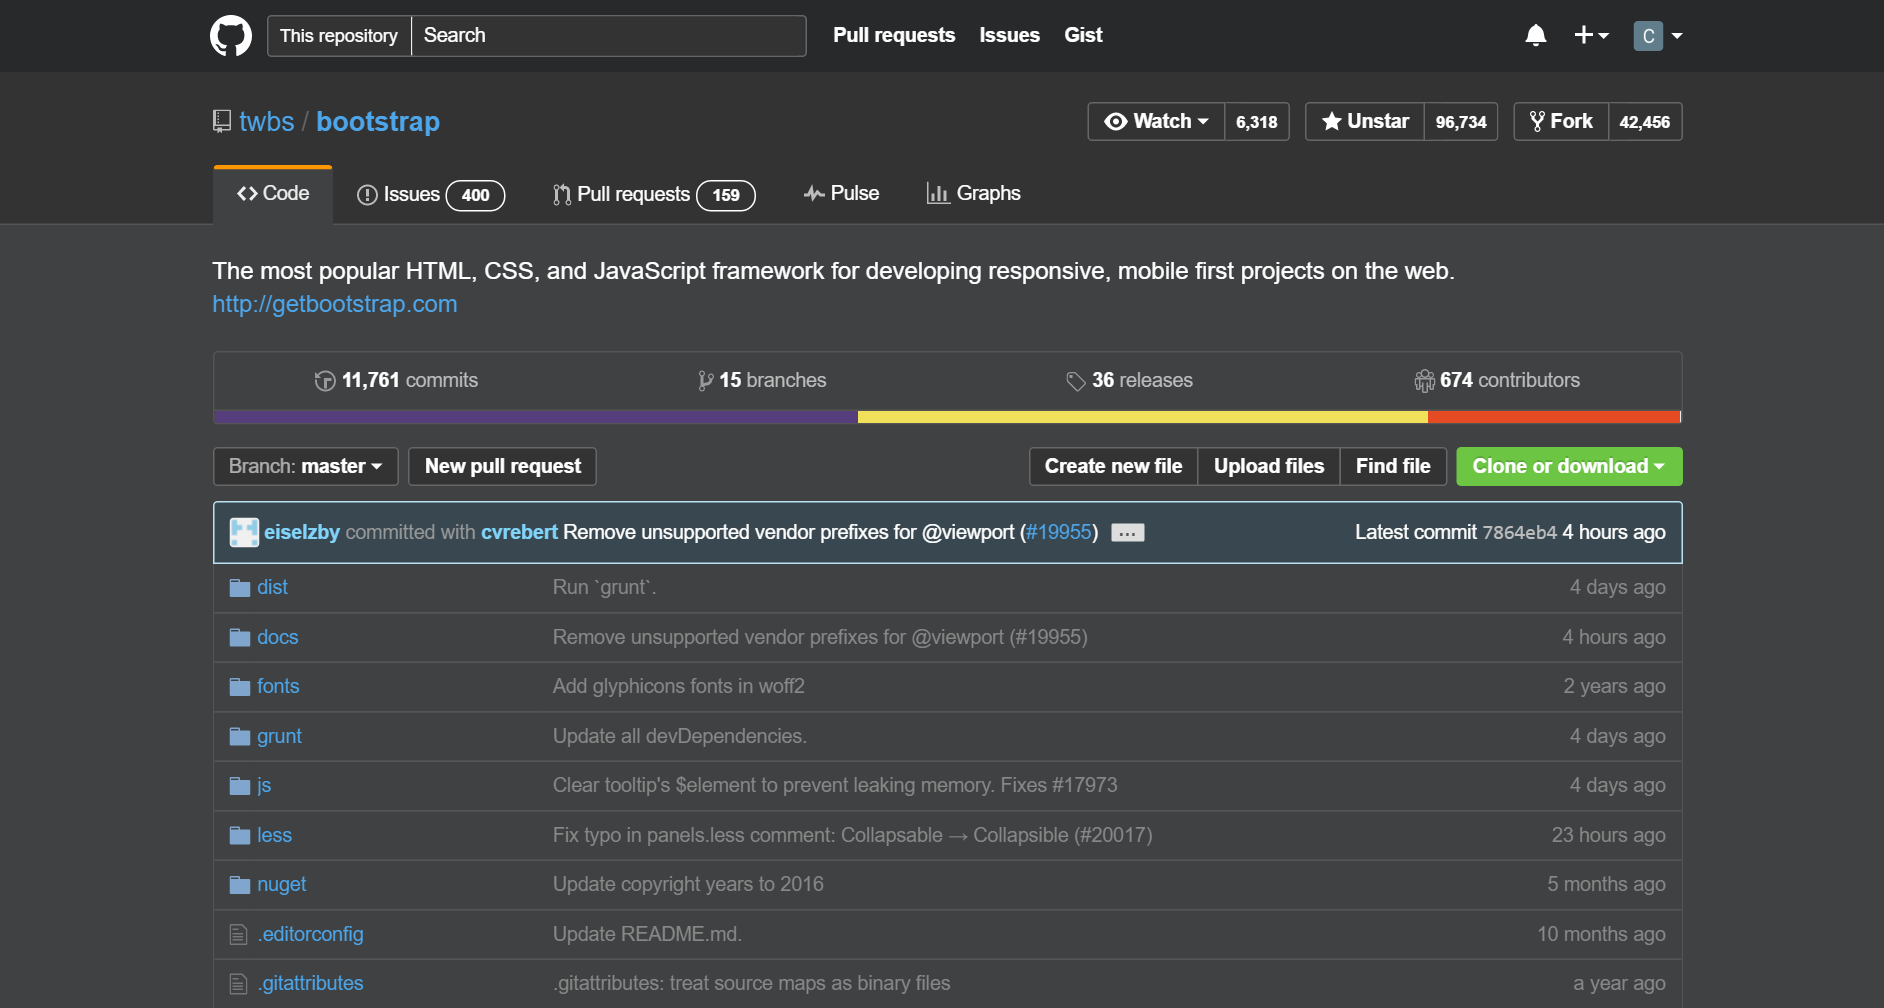 This repository Search Pull requests Issues Gist C
twbs / bootstrap Watch 6,318 Unstar 96,734 Fork 42,456
Code Issues 400 Pull requests 159 Pulse Graphs
The most popular HTML, CSS, and JavaScript framework for developing responsive, mobile first projects on the web.
http://getbootstrap.com
11,761 commits 15 branches 36 releases 674 contributors
Branch: master New pull request Create new file Upload files Find file Clone or download
eiselzby committed with cvrebert Remove unsupported vendor prefixes for @viewport (#19955) ... Latest commit 7864eb4 4 hours ago
dist Run `grunt`. 4 days ago
docs Remove unsupported vendor prefixes for @viewport (#19955) 4 hours ago
fonts Add glyphicons fonts in woff2 2 years ago
grunt Update all devDependencies. 4 days ago
js Clear tooltip's $element to prevent leaking memory. Fixes #17973 4 days ago
less Fix typo in panels.less comment: Collapsable → Collapsible (#20017) 23 hours ago
nuget Update copyright years to 2016 5 months ago
.editorconfig Update README.md. 10 months ago
.gitattributes .gitattributes: treat source maps as binary files a year ago